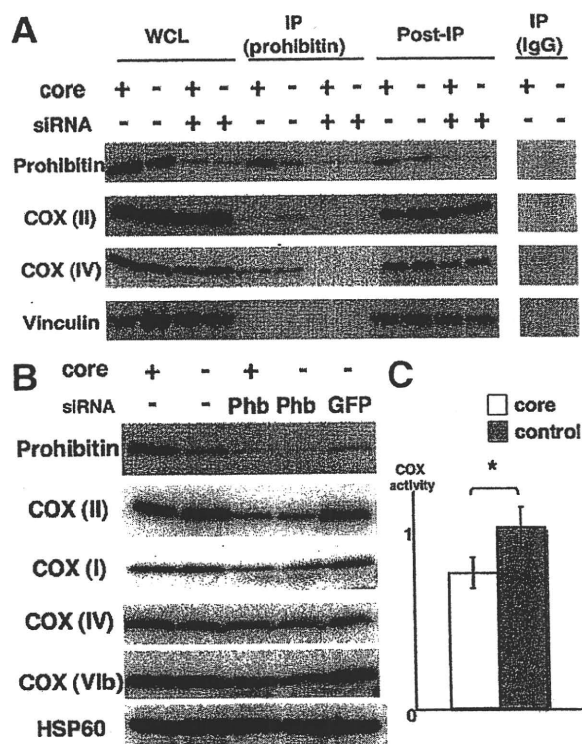 A
WCL
IP (prohibitin)
Post-IP
IP (IgG)
core + - + - + - + - + - + - + -
siRNA - - + + - - + + - - + + - -
Prohibitin
COX (II)
COX (IV)
Vinculin
B
core + - + - -
siRNA - - Phb Phb GFP
Prohibitin
COX (II)
COX (I)
COX (IV)
COX (VIb)
HSP60
C
core
control
COX activity
*
1
0